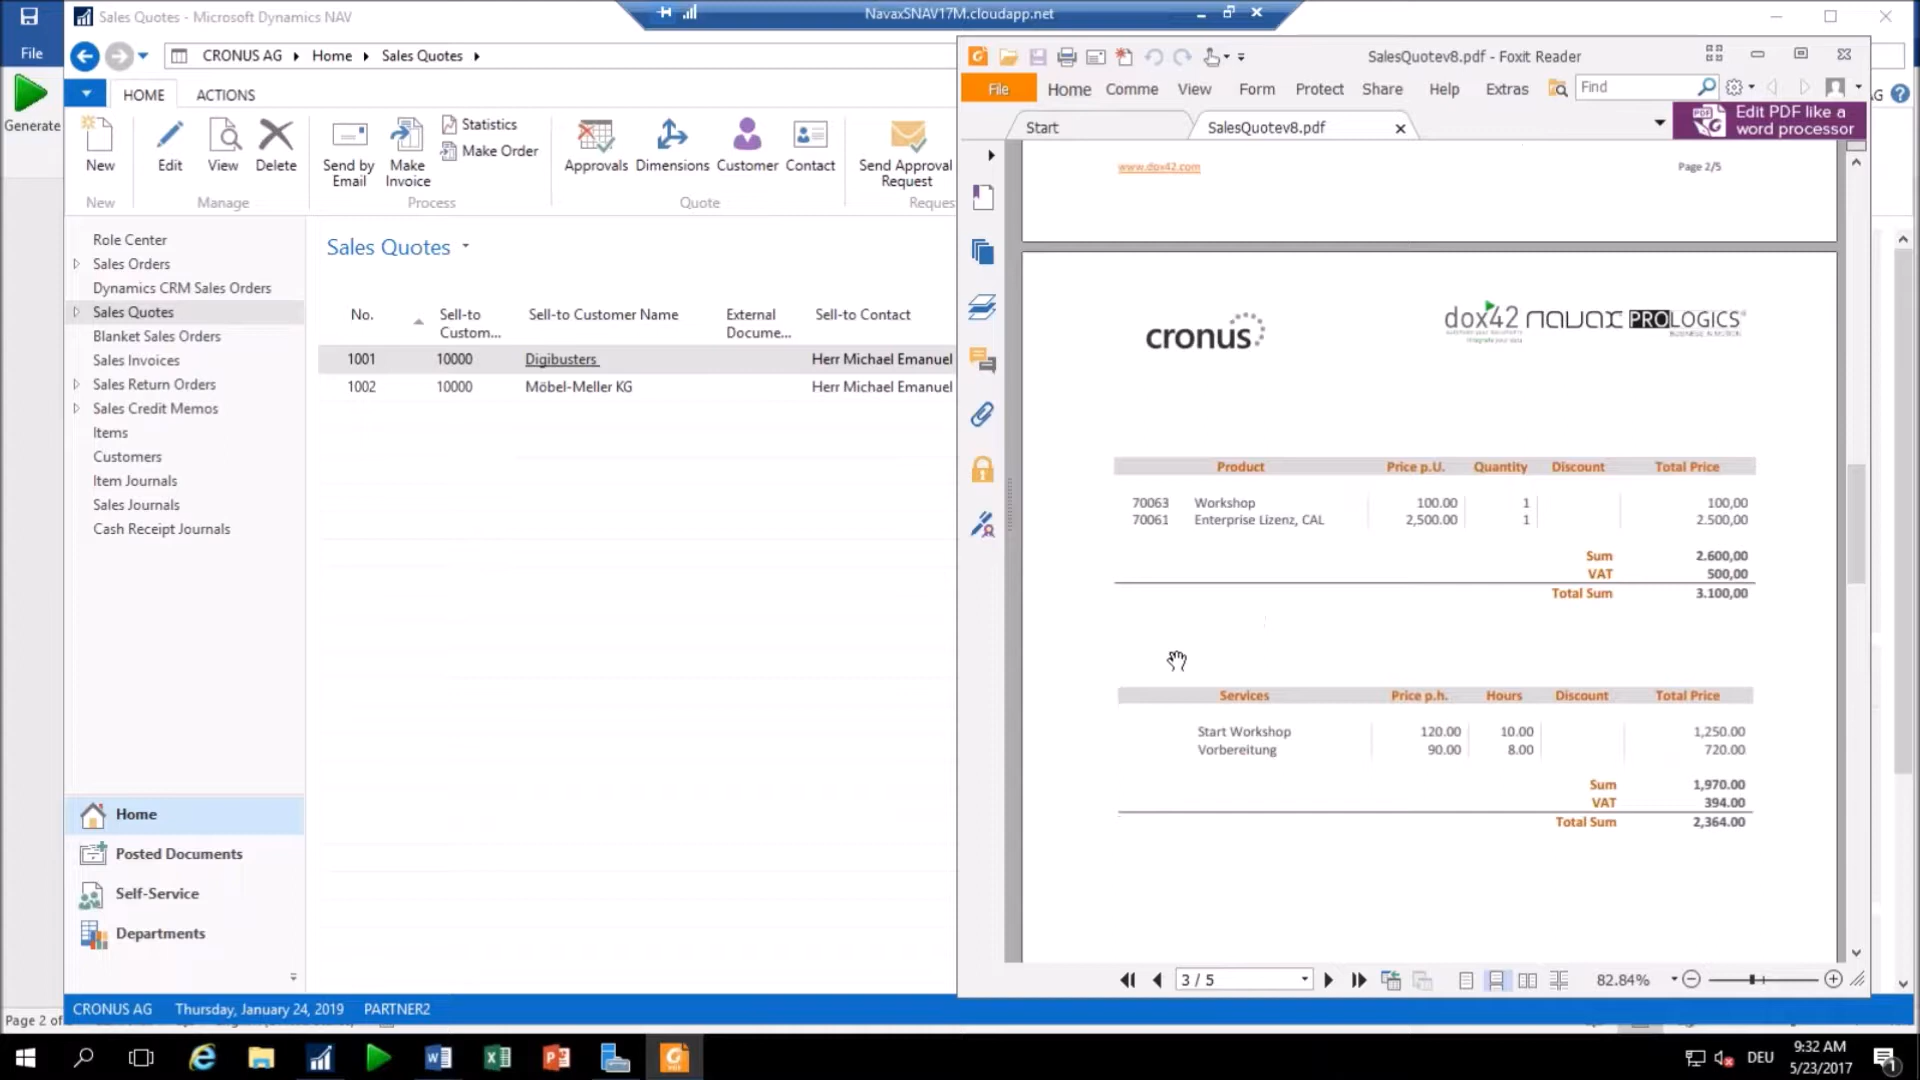 Sales Quotes - Microsoft Dynamics NAV
NavaxSNAV17M.cloudapp.net
File
CRONUS AG
Home
Sales Quotes
HOME
ACTIONS
Generate
New
Edit
View
Delete
Send by Email
Make Invoice
Statistics
Make Order
Approvals
Dimensions
Customer
Contact
Send Approval Request
New
Manage
Process
Quote
Reques
Role Center
Sales Orders
Dynamics CRM Sales Orders
Sales Quotes
Blanket Sales Orders
Sales Invoices
Sales Return Orders
Sales Credit Memos
Items
Customers
Item Journals
Sales Journals
Cash Receipt Journals
Home
Posted Documents
Self-Service
Departments
Sales Quotes
No. Sell-to Custom... Sell-to Customer Name External Docume... Sell-to Contact
1001 10000 Digibusters Herr Michael Emanuel
1002 10000 Möbel-Meller KG Herr Michael Emanuel
SalesQuotev8.pdf - Foxit Reader
File Home Comme View Form Protect Share Help Extras Find
Start
SalesQuotev8.pdf
Edit PDF like a
word processor
www.dox42.com
Page 2/5
cronus
dox42 navax PROLOGICS
Product Price p.U. Quantity Discount Total Price
70063 Workshop 100.00 1 100,00
70061 Enterprise Lizenz, CAL 2,500.00 1 2.500,00
Sum 2.600,00
VAT 500,00
Total Sum 3.100,00
Services Price p.h. Hours Discount Total Price
Start Workshop 120.00 10.00 1,250.00
Vorbereitung 90.00 8.00 720.00
Sum 1,970.00
VAT 394.00
Total Sum 2,364.00
3 / 5
82.84%
CRONUS AG Thursday, January 24, 2019 PARTNER2
Page 2 of
DEU
9:32 AM
5/23/2017
1